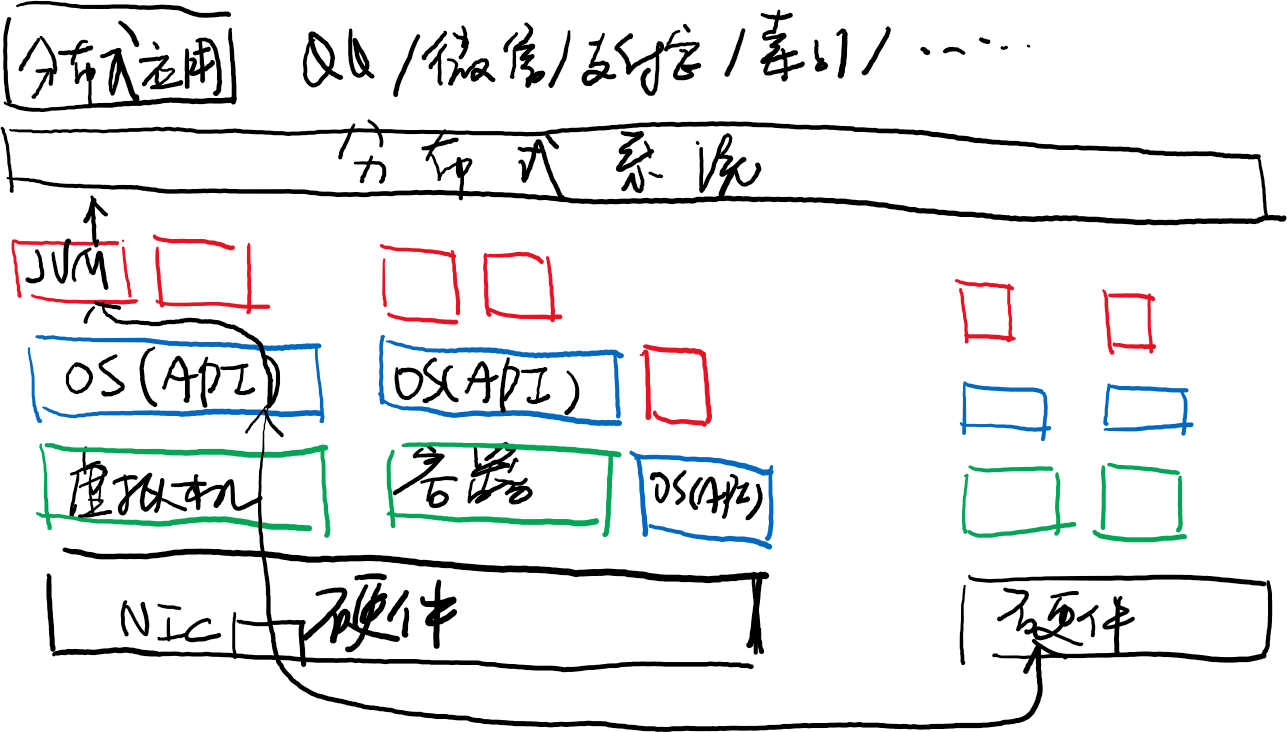 分布式应用 QQ/微信/支付宝/淘宝/……
分布式系统
JVM
OS(API) OS(API)
虚拟机 容器 OS(API)
NIC 硬件 硬件